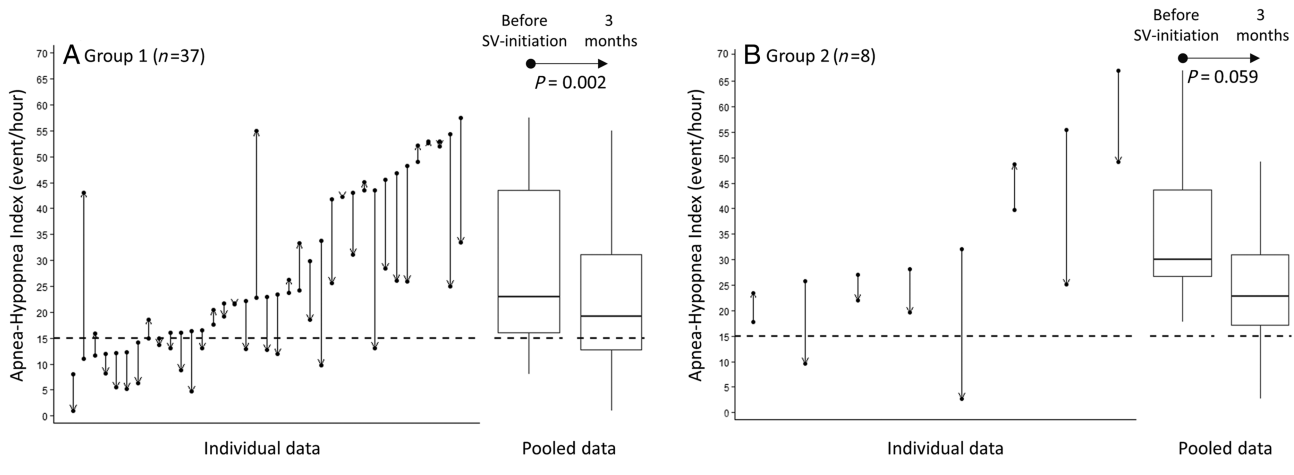 Before 3
SV-initiation months
A Group 1 (n=37)
P = 0.002
Apnea-Hypopnea Index (event/hour)
70
65
60
55
50
45
40
35
30
25
20
15
10
5
0
Individual data
Pooled data
Before 3
SV-initiation months
B Group 2 (n=8)
P = 0.059
Apnea-Hypopnea Index (event/hour)
70
65
60
55
50
45
40
35
30
25
20
15
10
5
0
Individual data
Pooled data